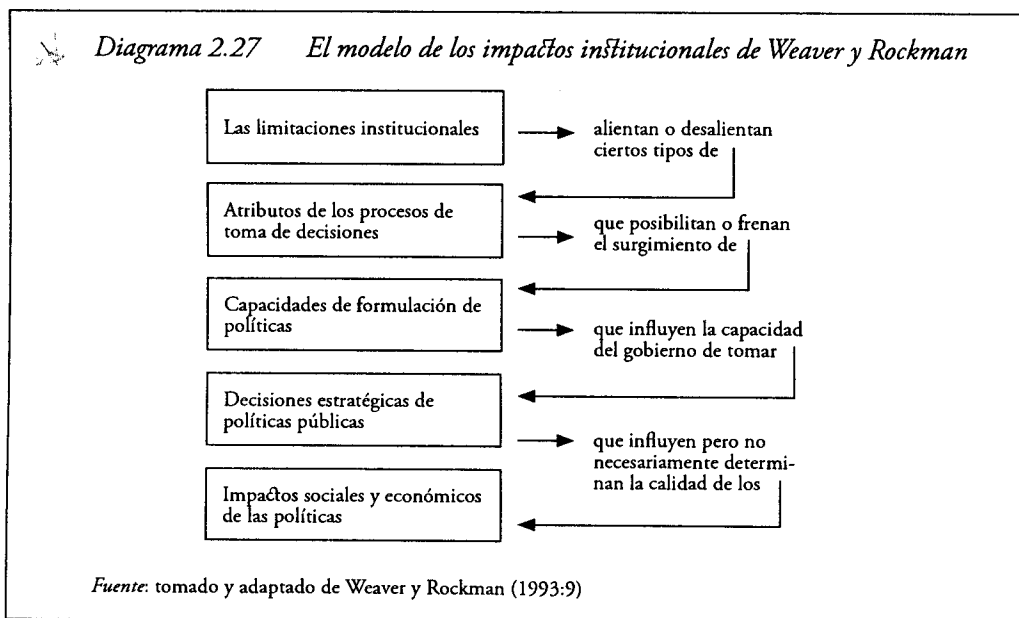 Diagrama 2.27 El modelo de los impactos institucionales de Weaver y Rockman
Las limitaciones institucionales
alientan o desalientan
ciertos tipos de
Atributos de los procesos de
toma de decisiones
que posibilitan o frenan
el surgimiento de
Capacidades de formulación de
políticas
que influyen la capacidad
del gobierno de tomar
Decisiones estratégicas de
políticas públicas
que influyen pero no
necesariamente determi-
nan la calidad de los
Impactos sociales y económicos
de las políticas
Fuente: tomado y adaptado de Weaver y Rockman (1993:9)